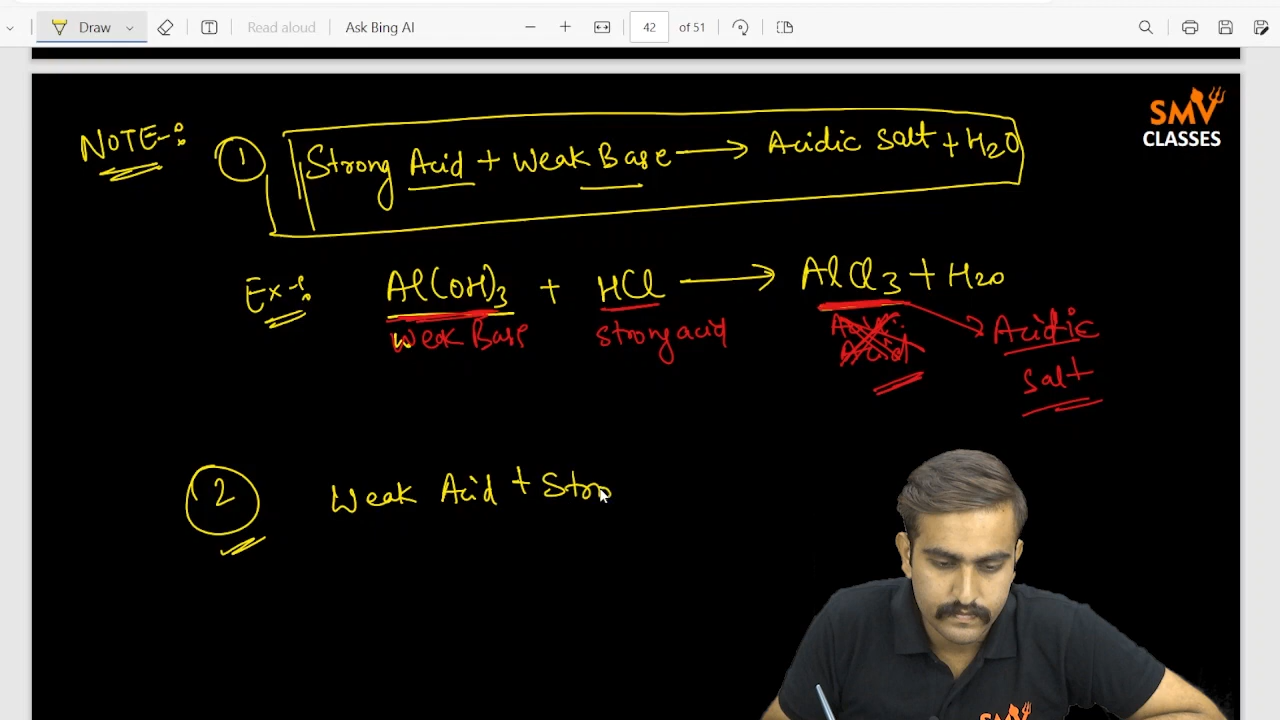 Draw Read aloud Ask Bing AI 42 of 51
SMV
CLASSES
NOTE-:
1 Strong Acid + Weak Base → Acidic Salt + H2O
Ex-: Al(OH)3 + HCl → AlCl3 + H2O
Weak Base strong acid Acidic
Salt
2 Weak Acid + Stro
SMV